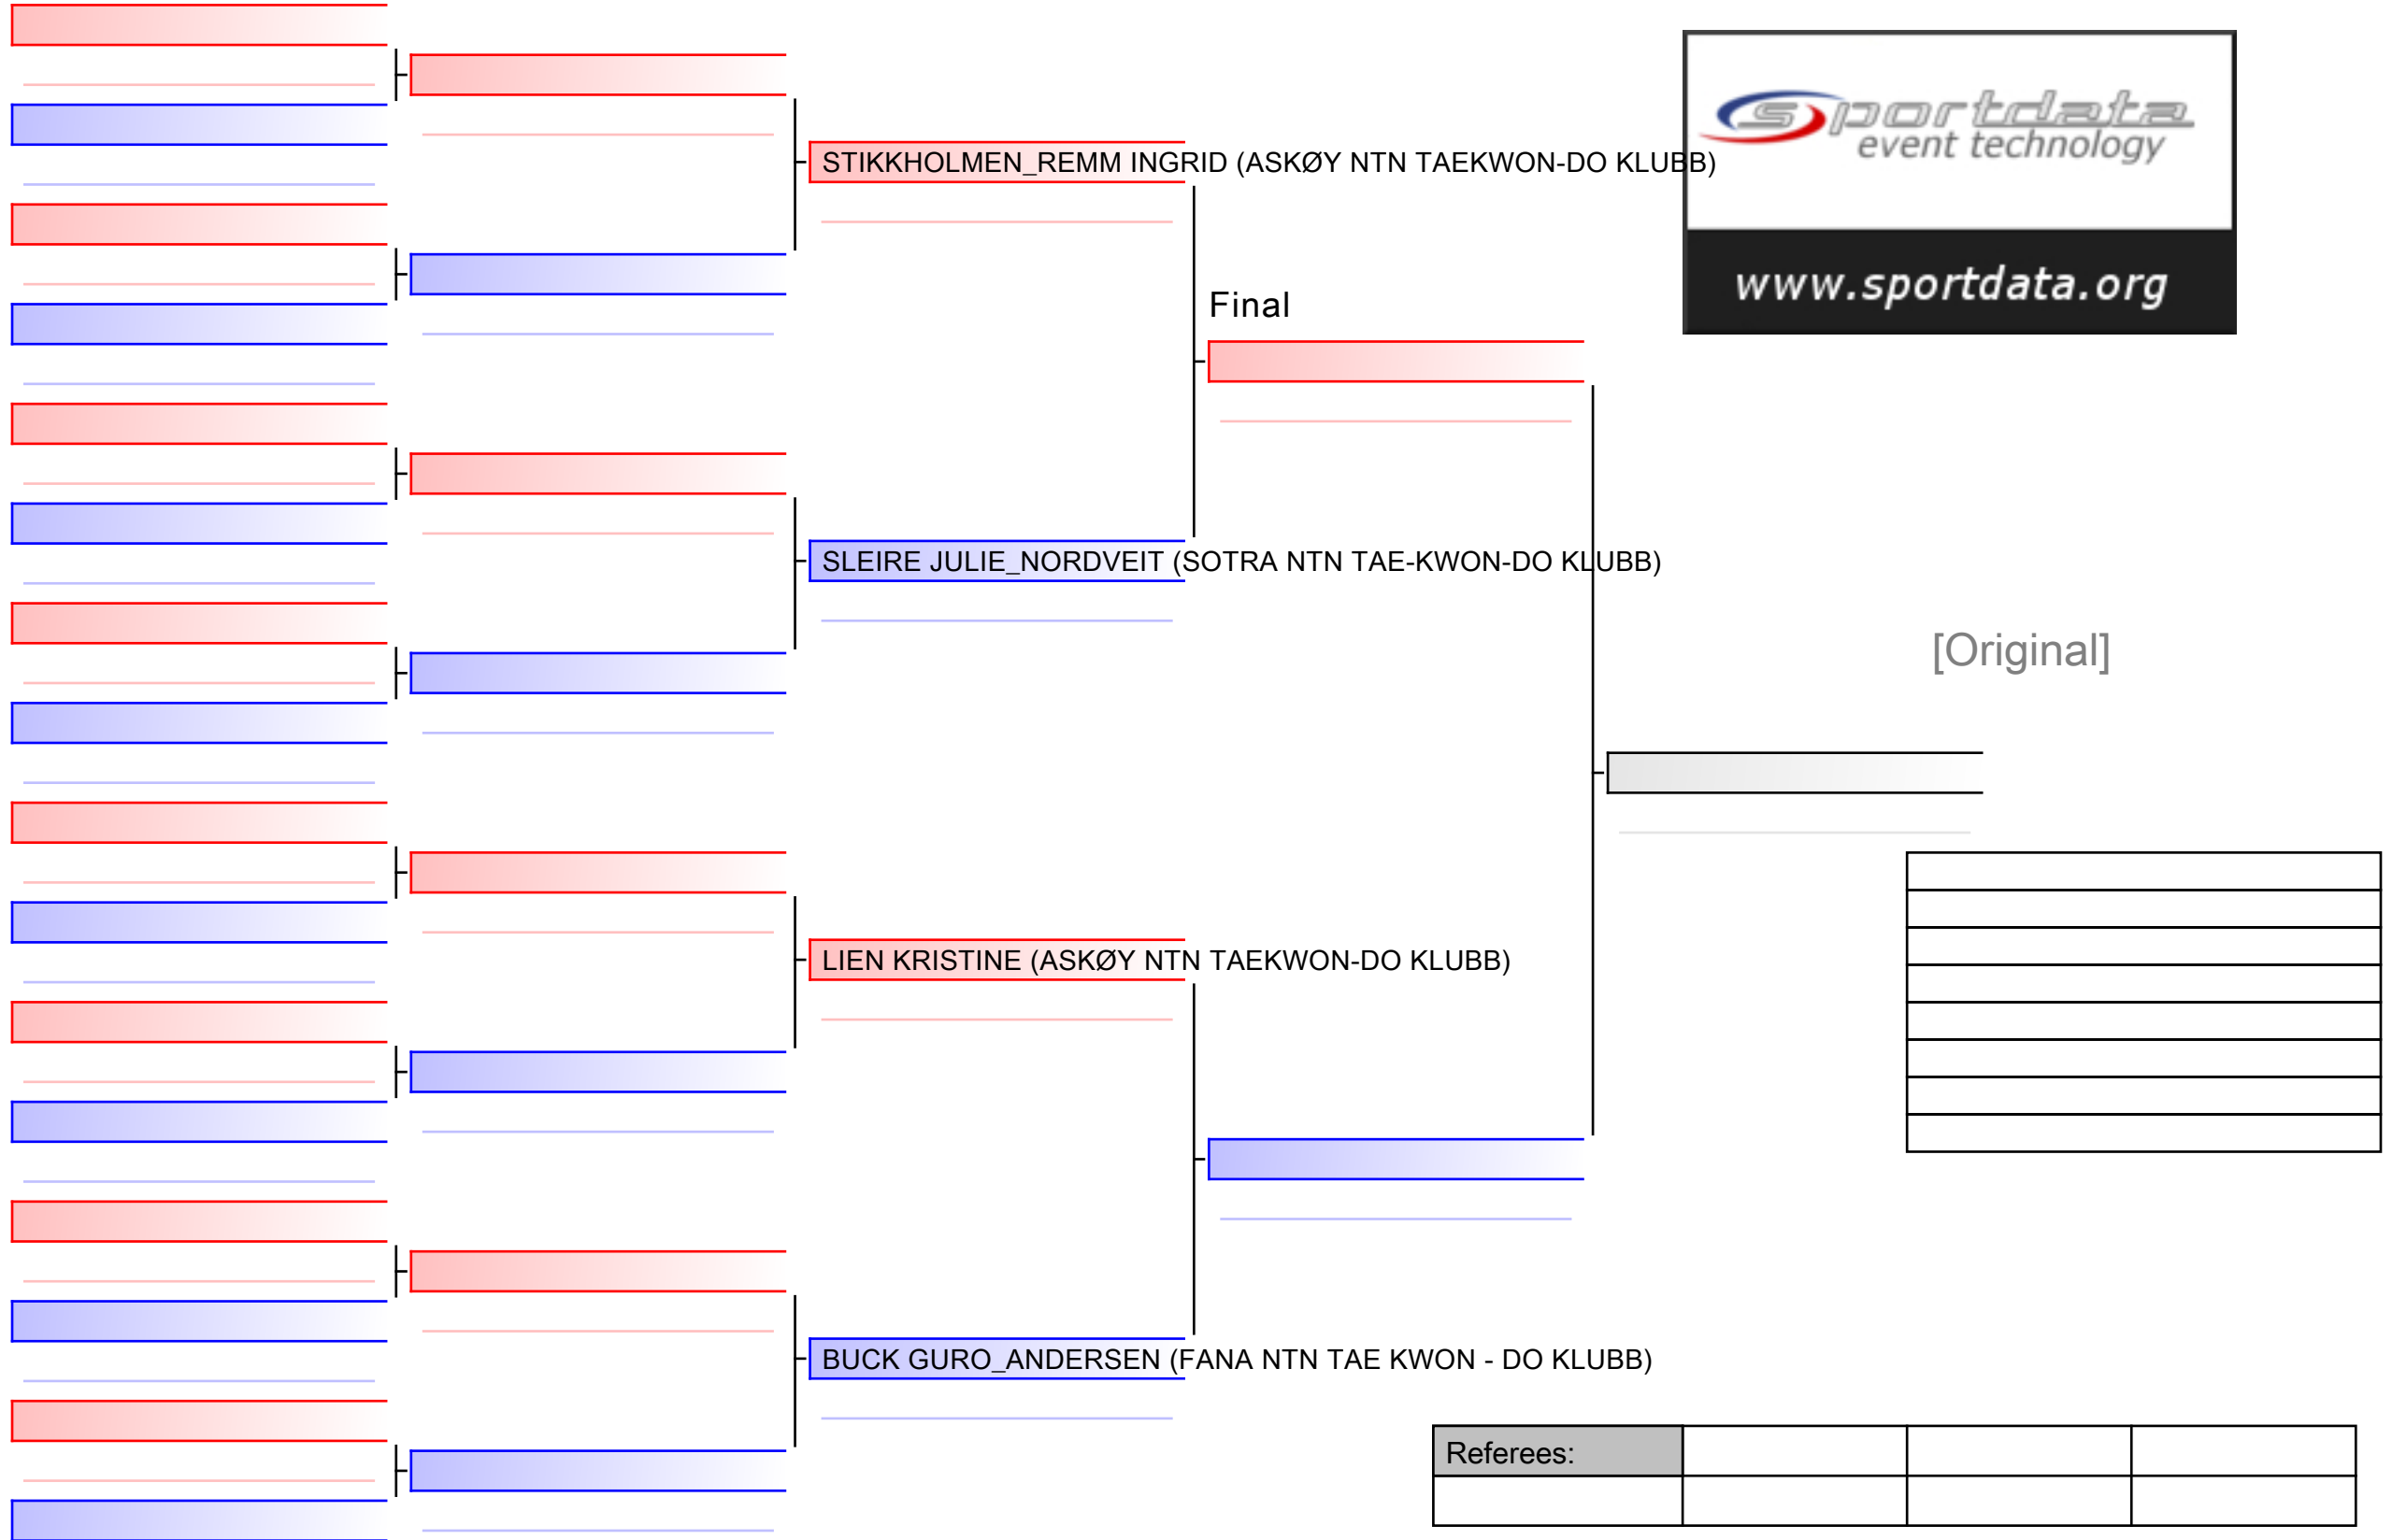 sportdata
event technology
www.sportdata.org
STIKKHOLMEN_REMM INGRID (ASKØY NTN TAEKWON-DO KLUBB)
Final
SLEIRE JULIE_NORDVEIT (SOTRA NTN TAE-KWON-DO KLUBB)
[Original]
LIEN KRISTINE (ASKØY NTN TAEKWON-DO KLUBB)
BUCK GURO_ANDERSEN (FANA NTN TAE KWON - DO KLUBB)
Referees: